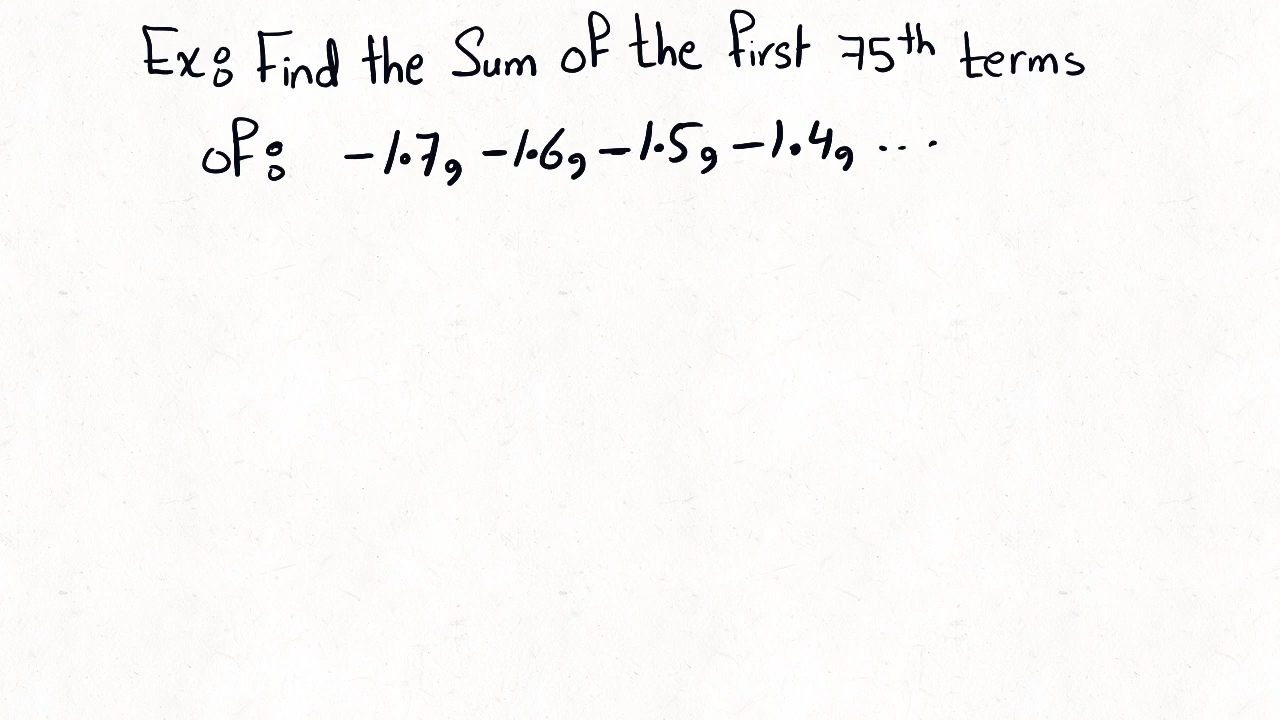 Ex: Find the Sum of the first 75th terms
of: -1.7, -1.6, -1.5, -1.4, ...